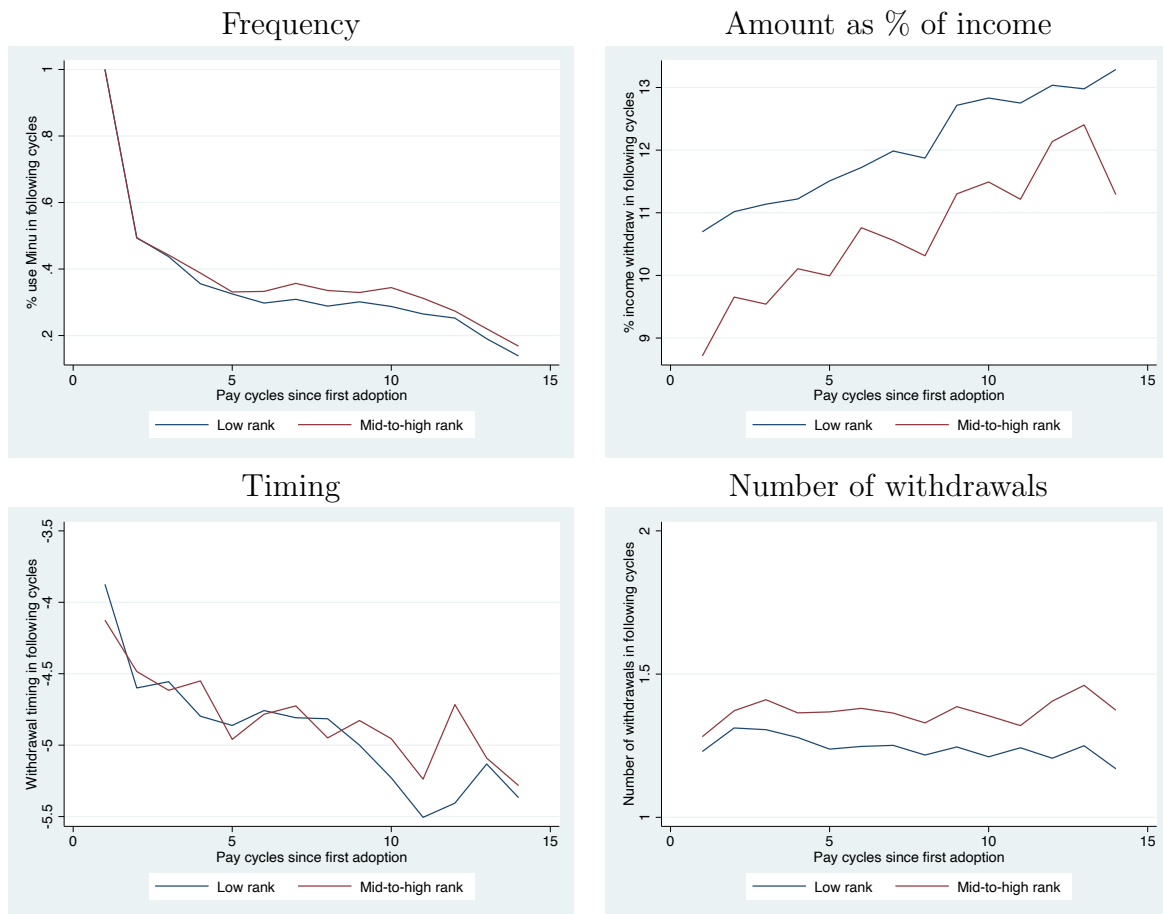 Frequency
% use Minu in following cycles
1
.8
.6
.4
.2
0 5 10 15
Pay cycles since first adoption
Low rank Mid-to-high rank
Amount as % of income
% income withdraw in following cycles
13
12
11
10
9
0 5 10 15
Pay cycles since first adoption
Low rank Mid-to-high rank
Timing
Withdrawal timing in following cycles
-3.5
-4
-4.5
-5
-5.5
0 5 10 15
Pay cycles since first adoption
Low rank Mid-to-high rank
Number of withdrawals
Number of withdrawals in following cycles
2
1.5
1
0 5 10 15
Pay cycles since first adoption
Low rank Mid-to-high rank